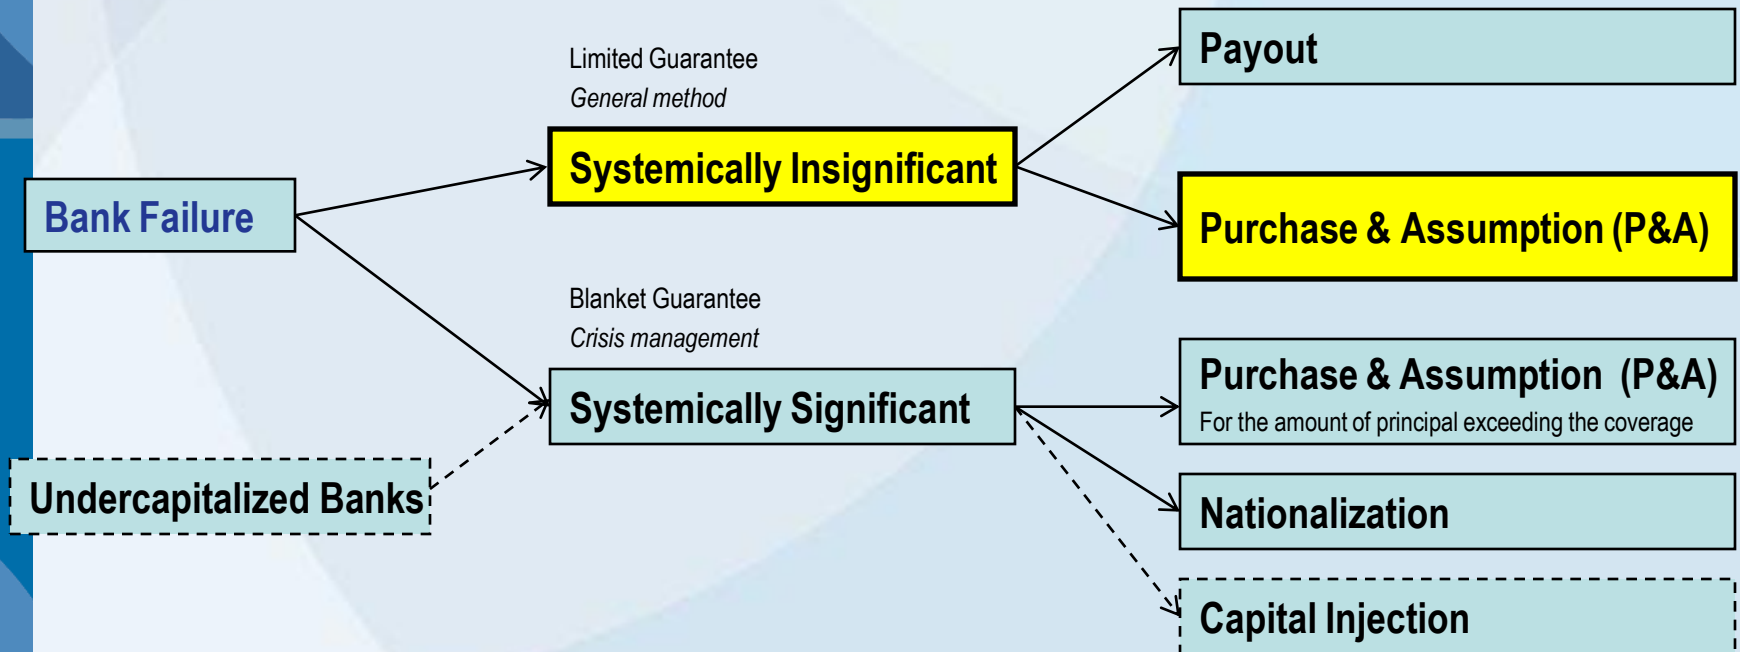 Limited Guarantee
General method
Payout
Systemically Insignificant
Bank Failure
Purchase & Assumption (P&A)
Blanket Guarantee
Crisis management
Systemically Significant
Purchase & Assumption (P&A)
For the amount of principal exceeding the coverage
Undercapitalized Banks
Nationalization
Capital Injection